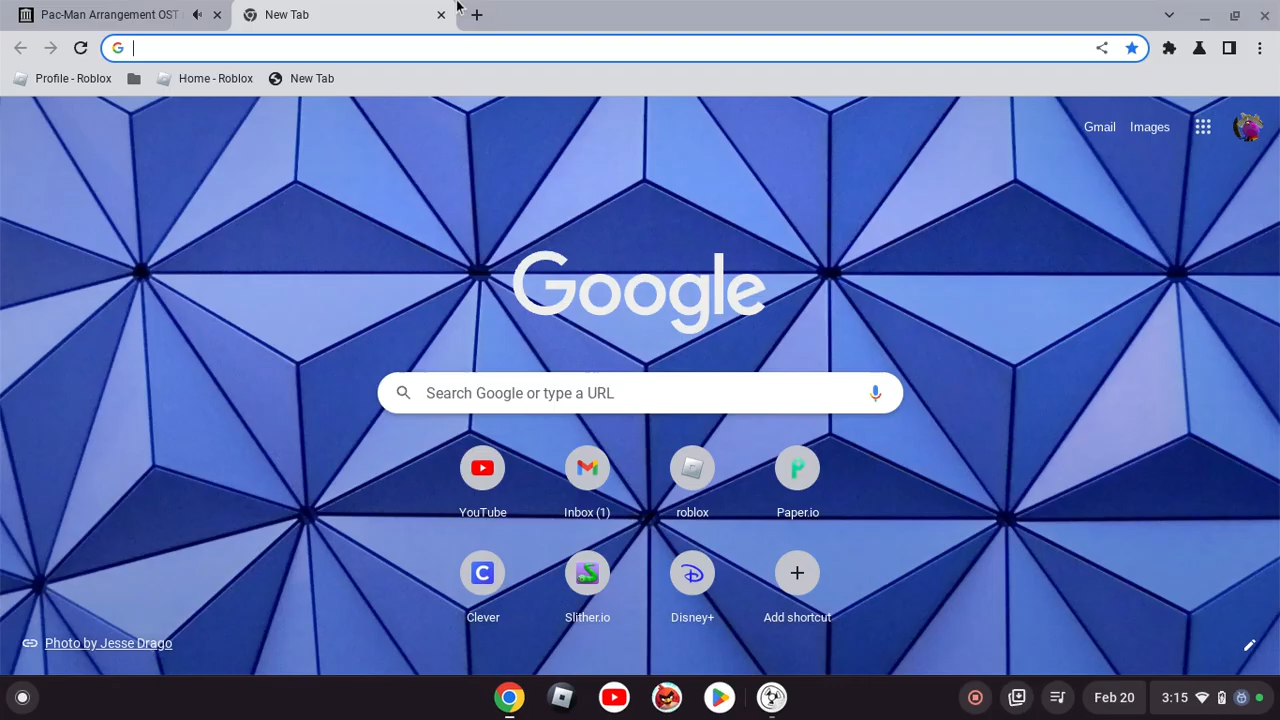 Pac-Man Arrangement OST
New Tab
Profile - Roblox
Home - Roblox
New Tab
Gmail
Images
Google
Search Google or type a URL
YouTube
Inbox (1)
roblox
Paper.io
Clever
Slither.io
Disney+
Add shortcut
Photo by Jesse Drago
Feb 20
3:15